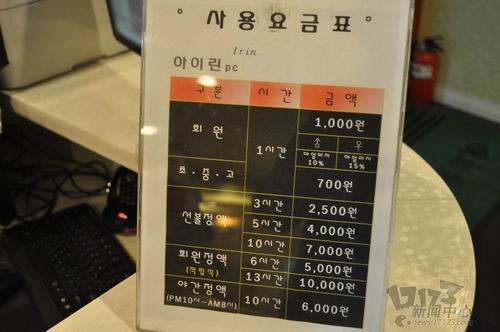 ° 사용요금표 °
Irin
아이린 pc
구분 시간 금액
회원 1시간 1,000원
♂ ♀
마일리지 10% 마일리지 15%
초·중·고 700원
선불정액 3시간 2,500원
5시간 4,000원
10시간 7,000원
회원정액 (적립식) 6시간 5,000원
13시간 10,000원
야간정액 (PM10시~AM8시) 10시간 6,000원
17173
新闻中心
news.17173.com